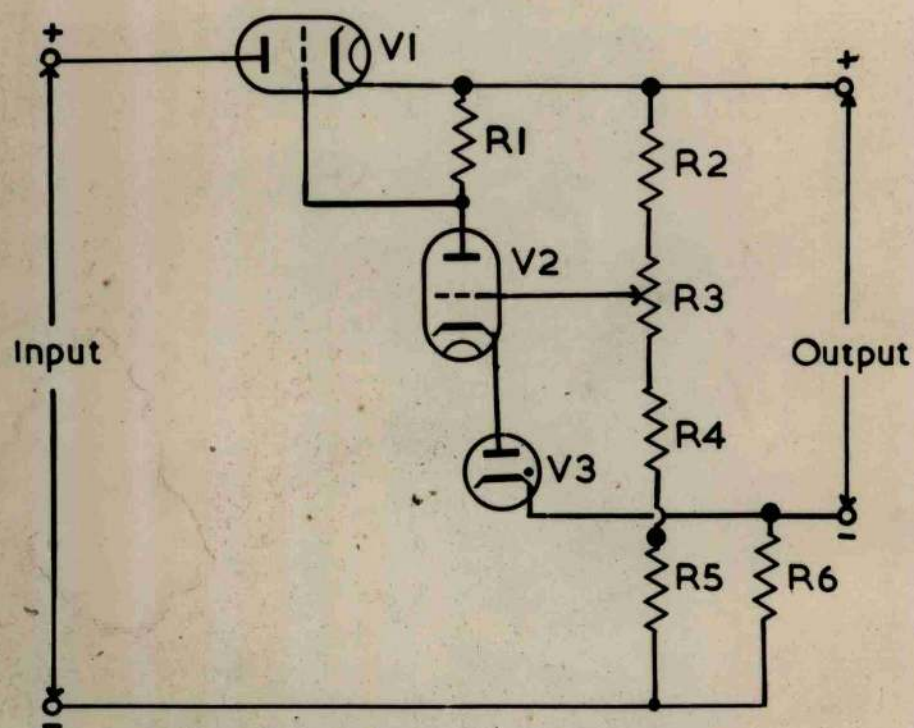 +
V1
+
R1
R2
V2
R3
Input
Output
R4
V3
-
R5
R6
-